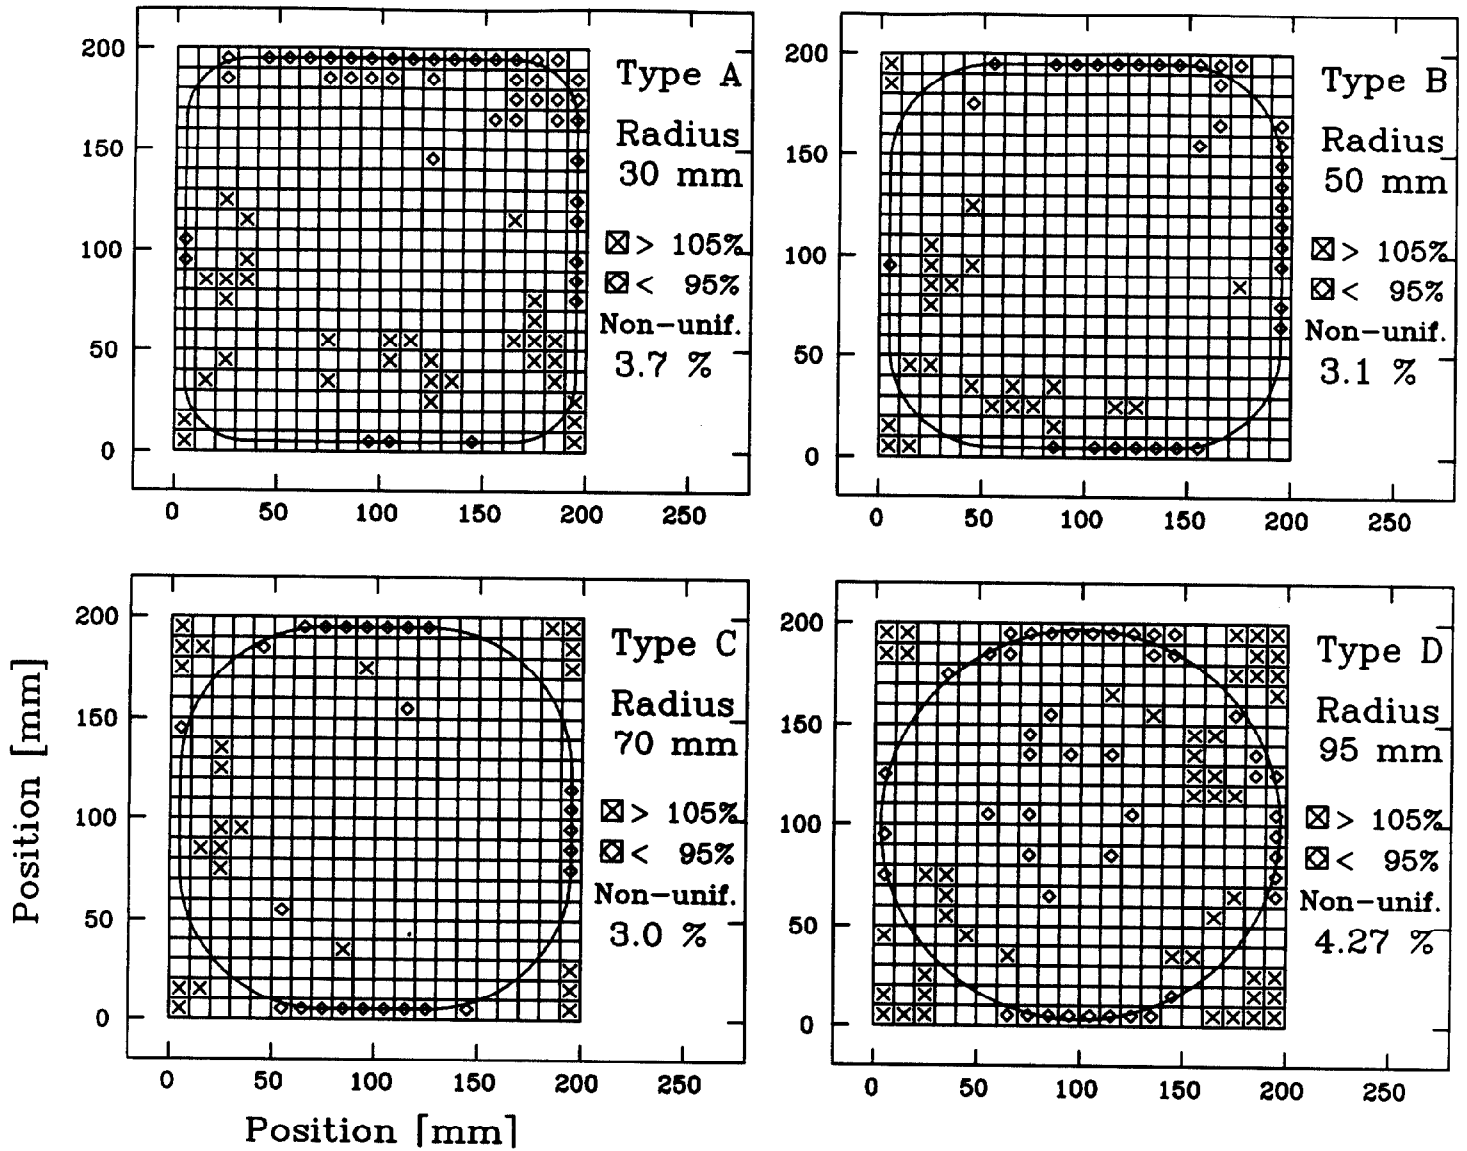 200
150
100
50
0
0 50 100 150 200 250
Type A
Radius
30 mm
> 105%
< 95%
Non-unif.
3.7 %
200
150
100
50
0
0 50 100 150 200 250
Type B
Radius
50 mm
> 105%
< 95%
Non-unif.
3.1 %
Position [mm]
200
150
100
50
0
0 50 100 150 200 250
Position [mm]
Type C
Radius
70 mm
> 105%
< 95%
Non-unif.
3.0 %
200
150
100
50
0
0 50 100 150 200 250
Type D
Radius
95 mm
> 105%
< 95%
Non-unif.
4.27 %